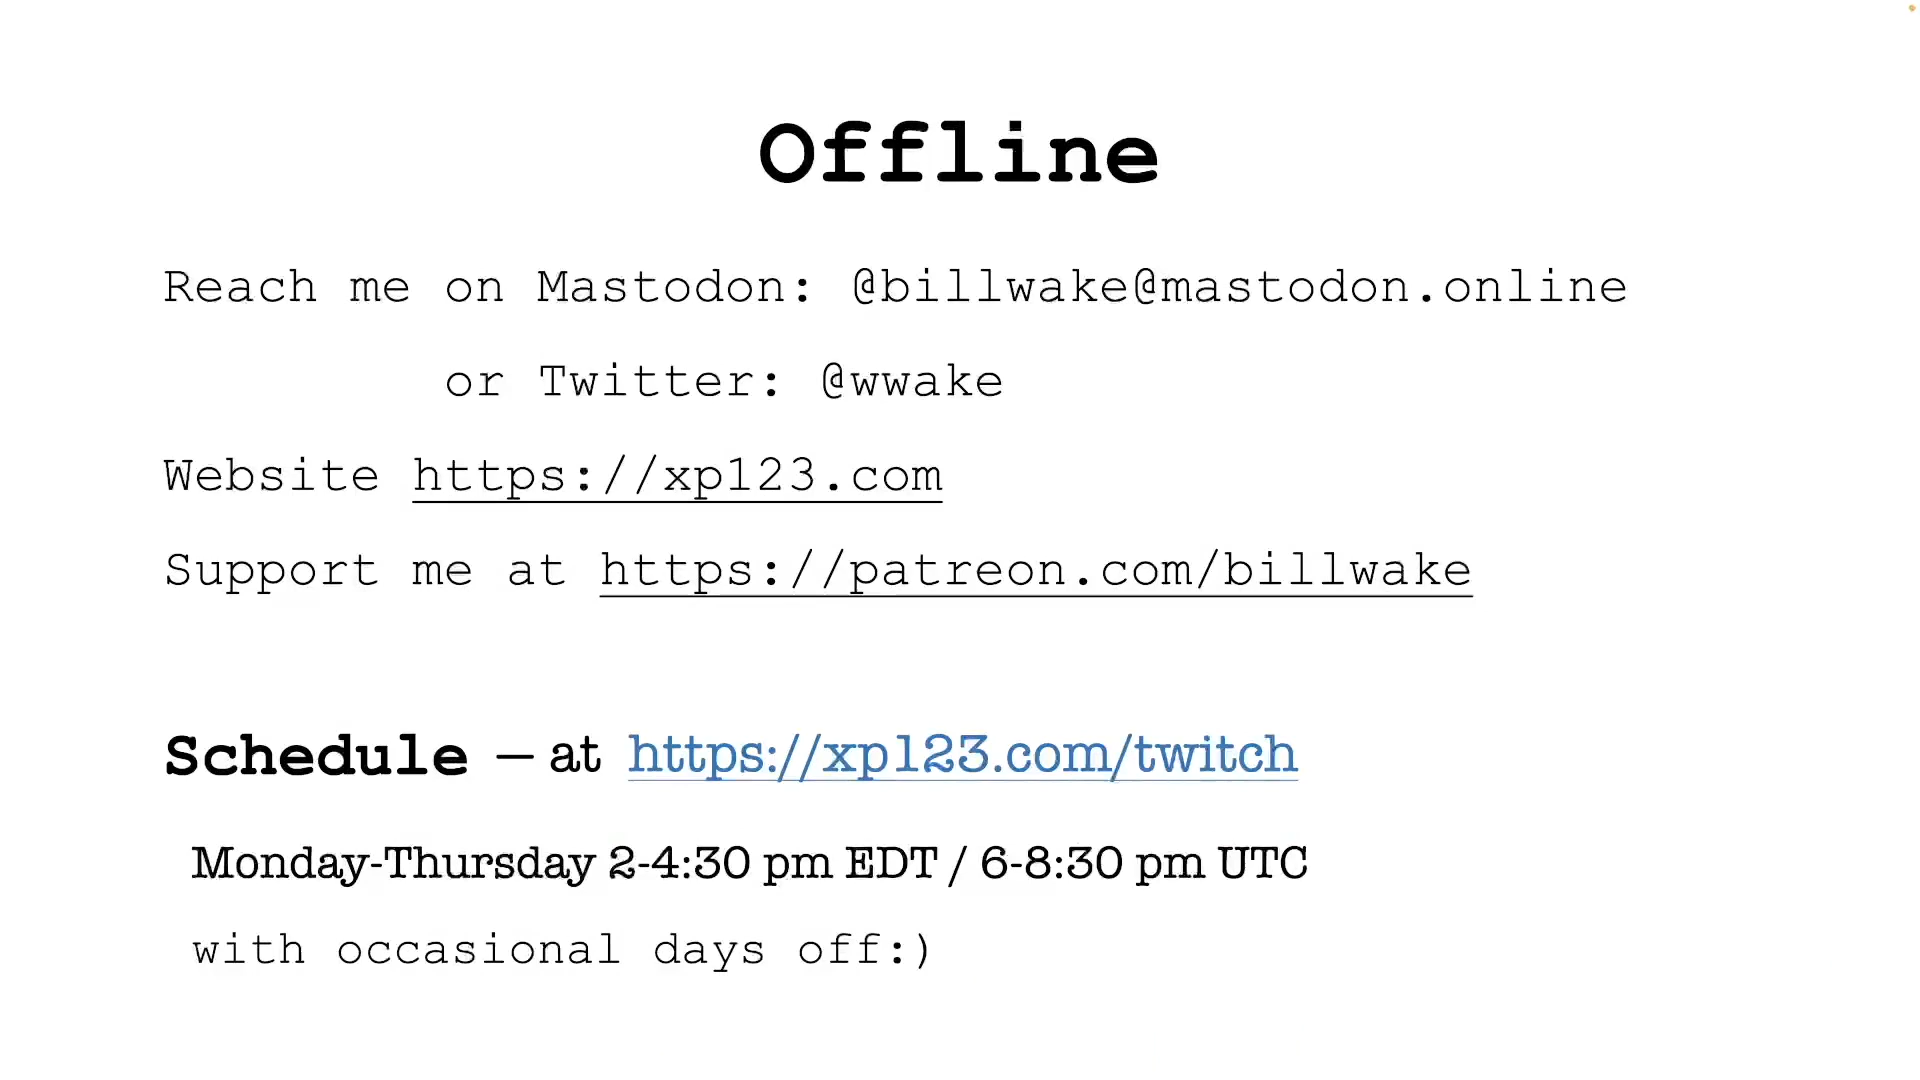 Offline
Reach me on Mastodon: @billwake@mastodon.online
or Twitter: @wwake
Website https://xp123.com
Support me at https://patreon.com/billwake
Schedule — at https://xp123.com/twitch
Monday-Thursday 2-4:30 pm EDT / 6-8:30 pm UTC
with occasional days off:)